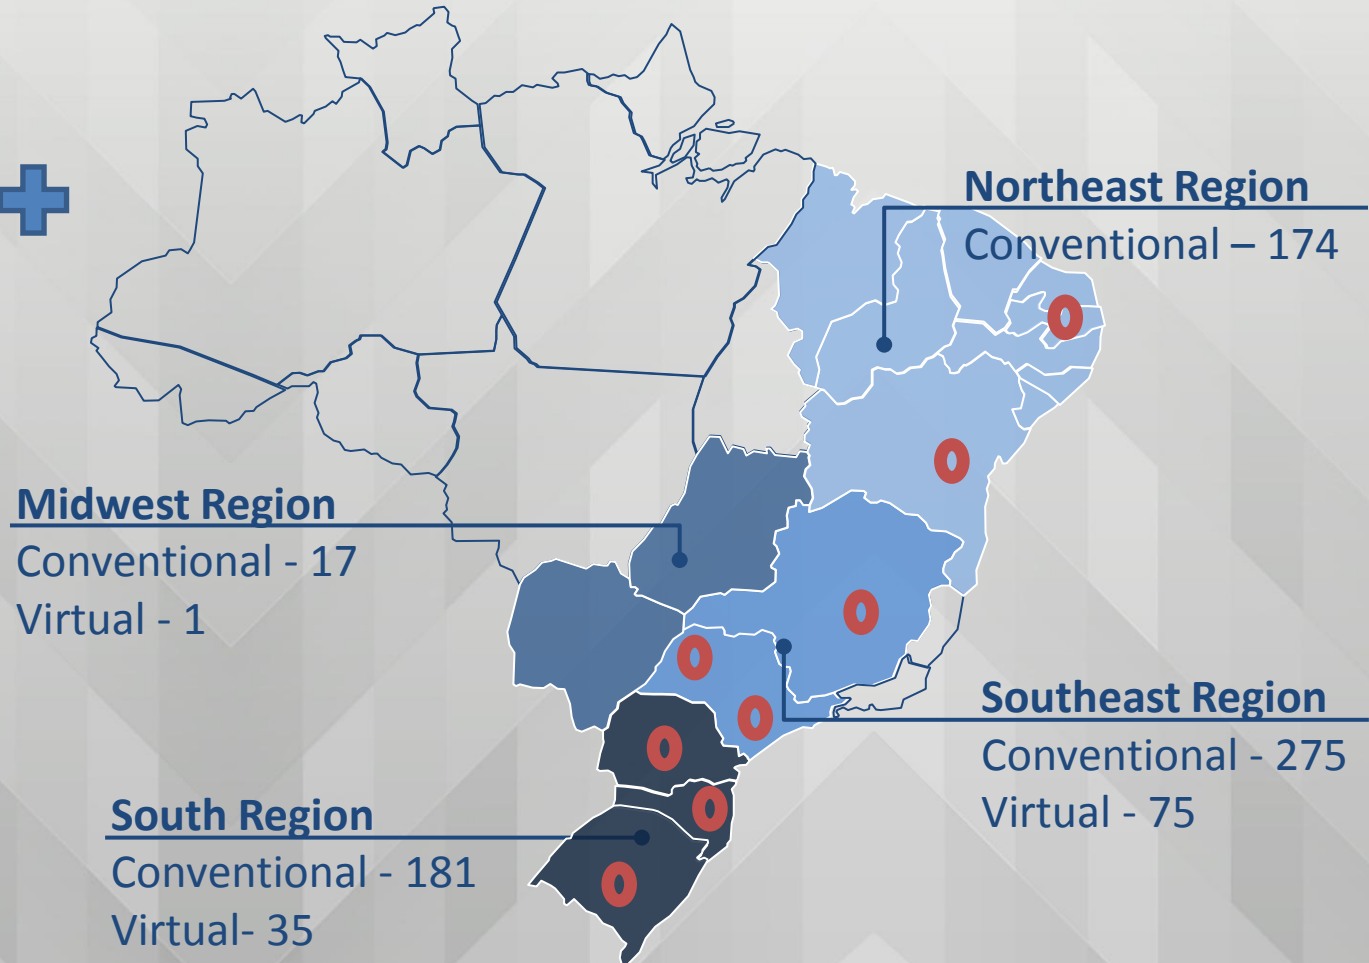 Northeast Region
Conventional – 174
Midwest Region
Conventional - 17
Virtual - 1
Southeast Region
Conventional - 275
Virtual - 75
South Region
Conventional - 181
Virtual- 35